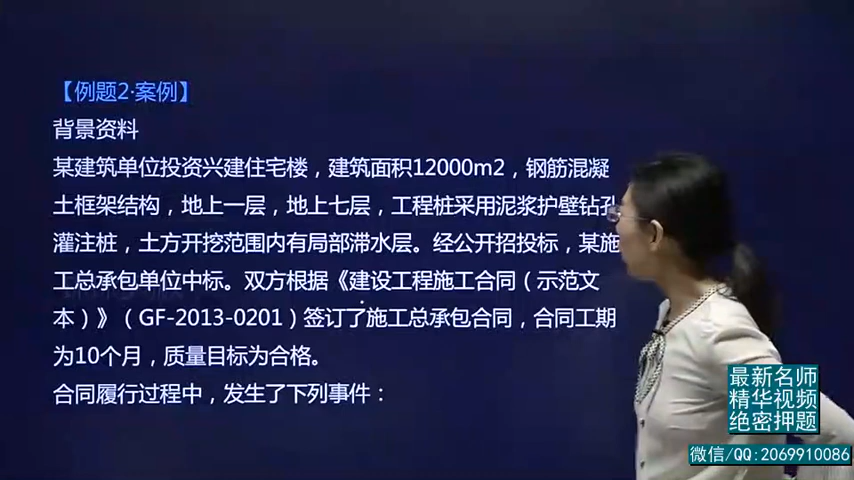 【例题2·案例】
背景资料
某建筑单位投资兴建住宅楼，建筑面积12000m2，钢筋混凝
土框架结构，地上一层，地上七层，工程桩采用泥浆护壁钻孔
灌注桩，土方开挖范围内有局部滞水层。经公开招投标，某施
工总承包单位中标。双方根据《建设工程施工合同（示范文
本）》（GF-2013-0201）签订了施工总承包合同，合同工期
为10个月，质量目标为合格。
合同履行过程中，发生了下列事件：
最新名师
精华视频
绝密押题
微信/QQ:2069910086